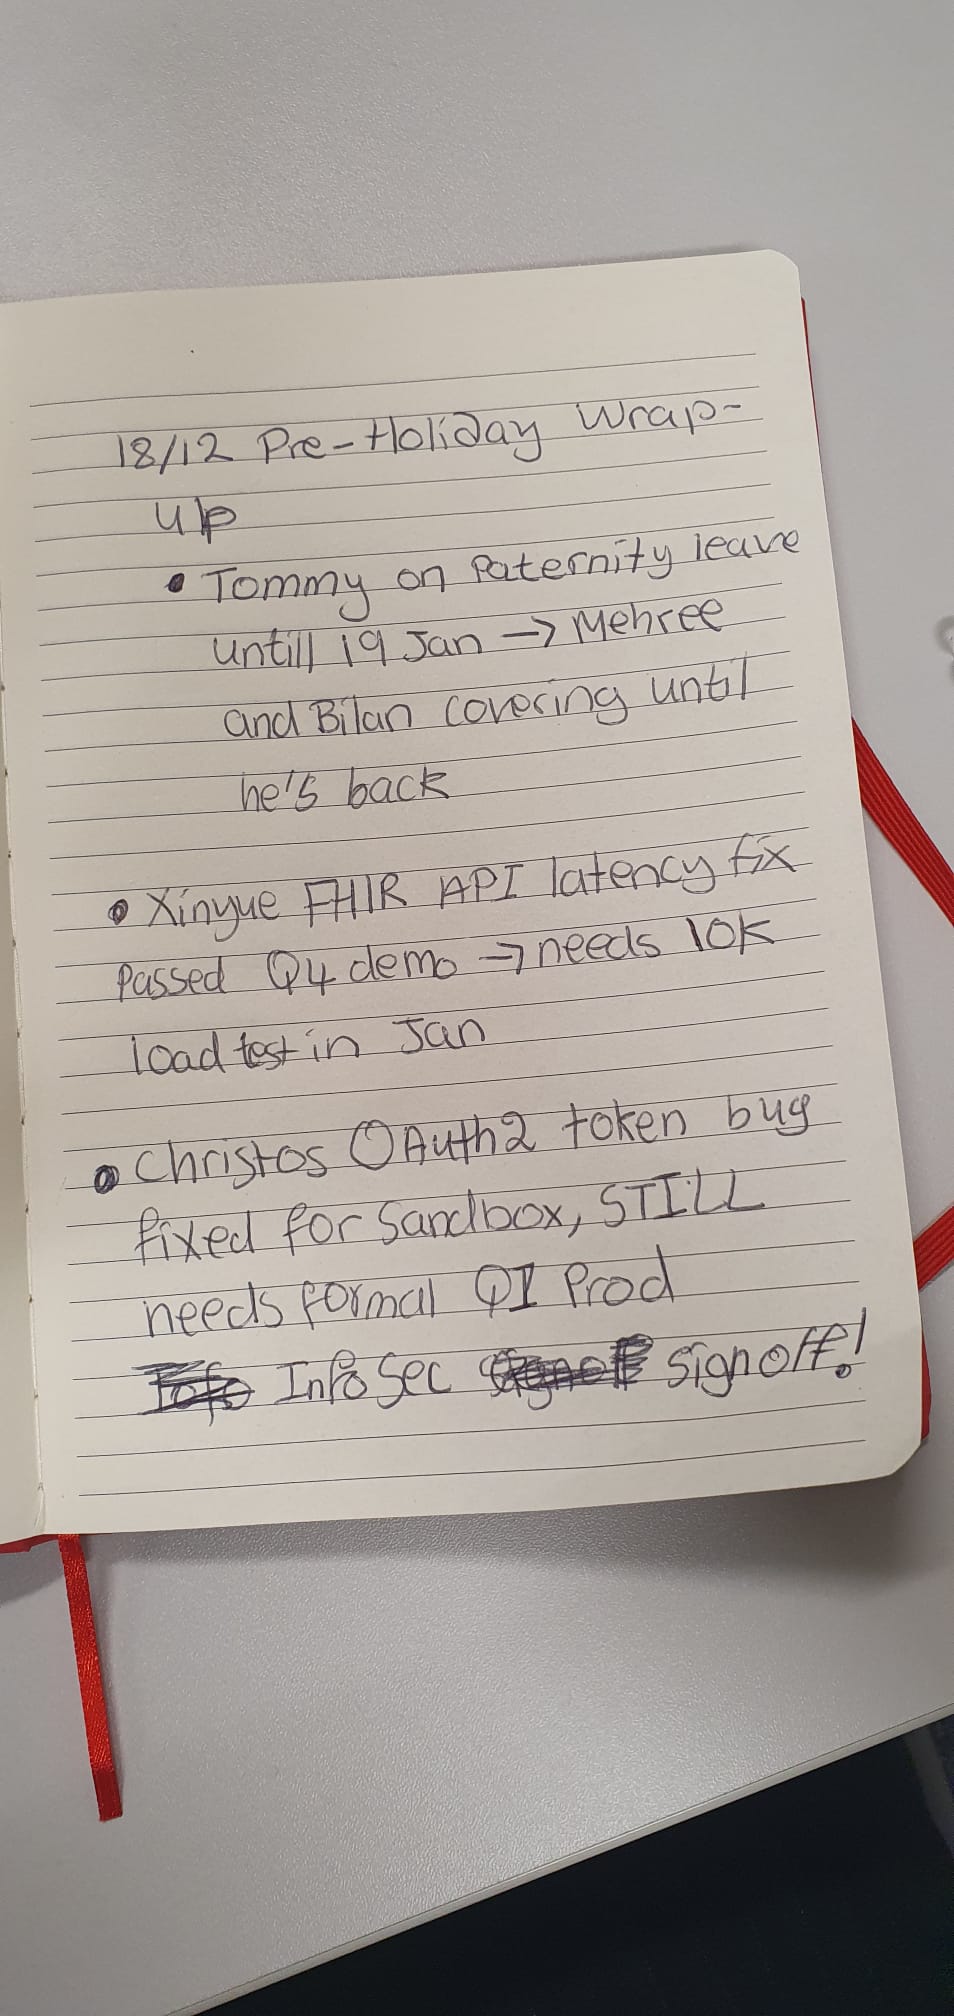 18/12 Pre-Holiday Wrap-
up
• Tommy on Paternity leave
untill 19 Jan → Mehree
and Bilan covering until
he's back
• Xinyue FHIR API latency fix
Passed Q4 demo → needs 10K
load test in Jan
• Christos OAuth2 token bug
fixed for Sandbox, STILL
needs formal Q1 Prod
InfoSec signoff!